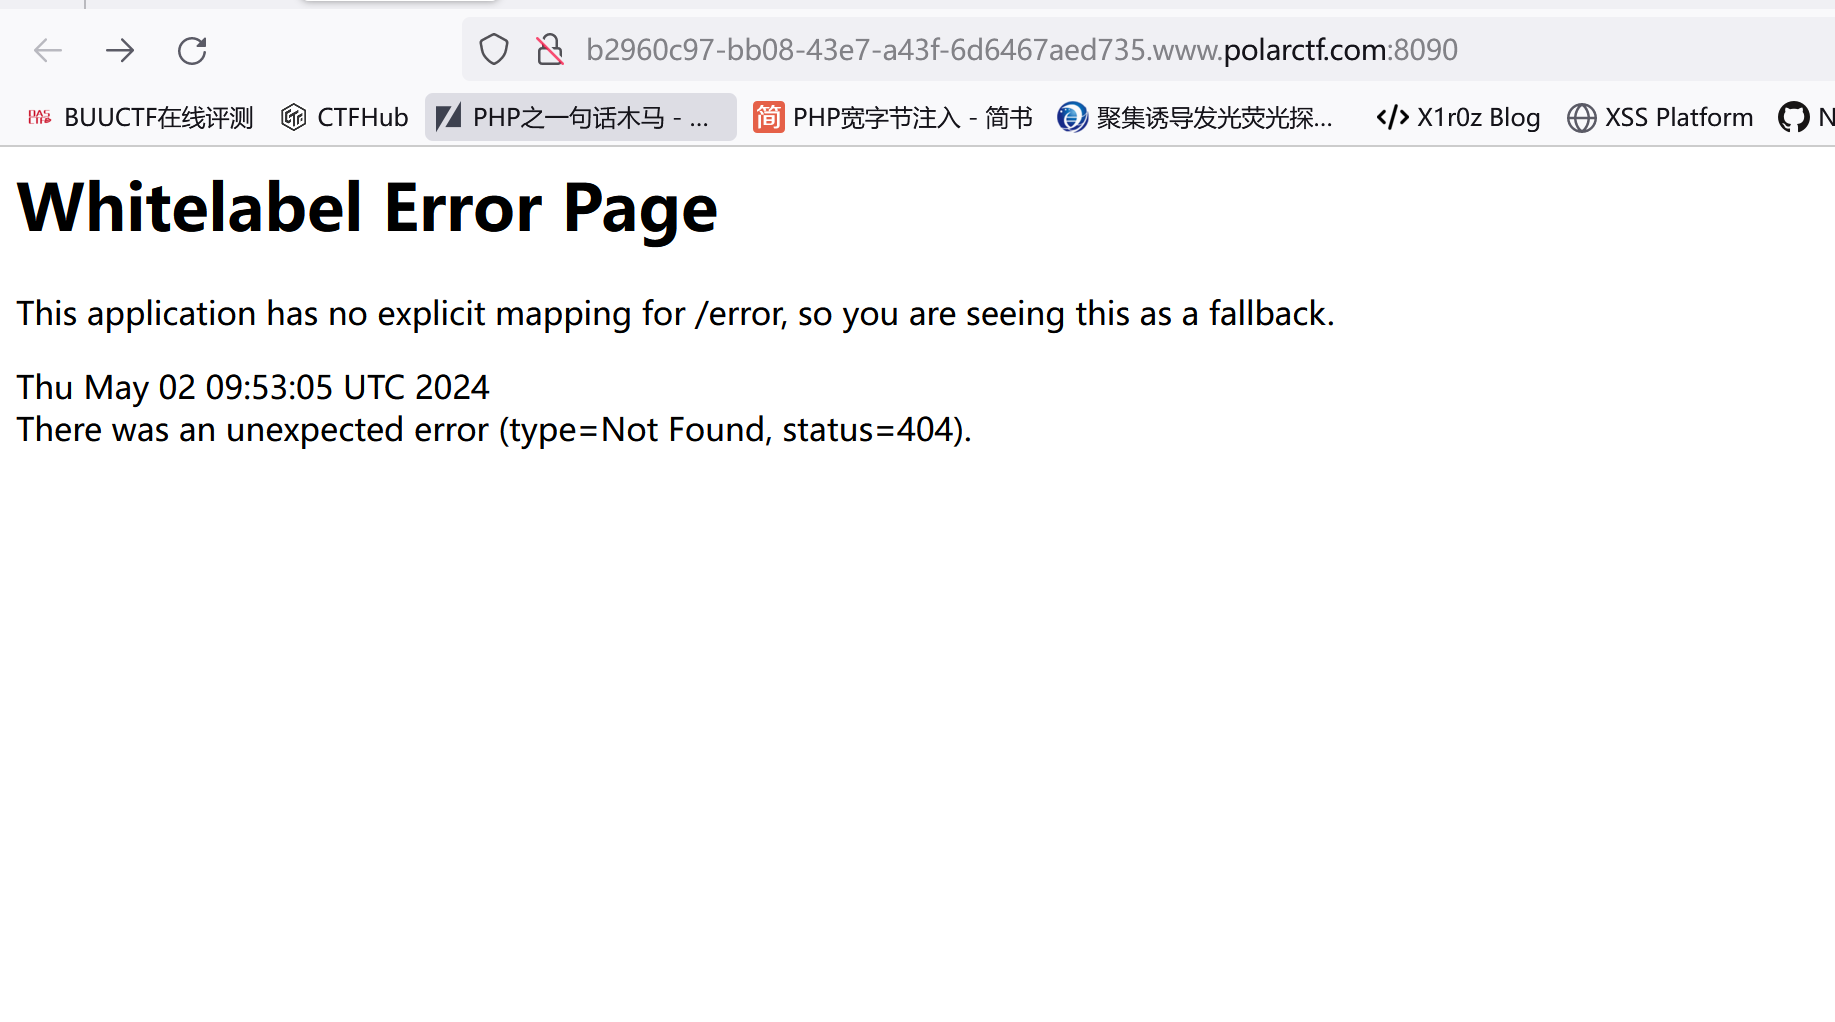 b2960c97-bb08-43e7-a43f-6d6467aed735.www.polarctf.com:8090
DAS CTF BUUCTF在线评测 CTFHub PHP之一句话木马 - ... 简 PHP宽字节注入 - 简书 聚集诱导发光荧光探... </> X1r0z Blog XSS Platform N
Whitelabel Error Page
This application has no explicit mapping for /error, so you are seeing this as a fallback.
Thu May 02 09:53:05 UTC 2024
There was an unexpected error (type=Not Found, status=404).